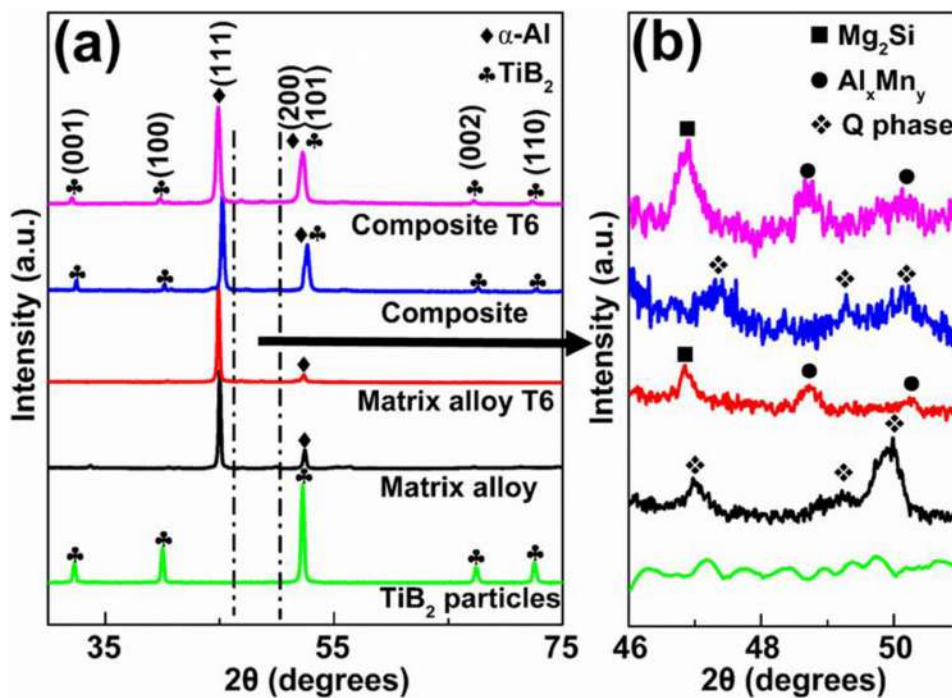 (a)
♦ α-Al
♣ TiB₂
(001)
(100)
(111)
(200)
(101)
(002)
(110)
Composite T6
Composite
Matrix alloy T6
Matrix alloy
TiB₂ particles
Intensity (a.u.)
35 55 75
2θ (degrees)
(b)
■ Mg₂Si
● AlₓMnᵧ
❖ Q phase
Intensity (a.u.)
46 48 50
2θ (degrees)